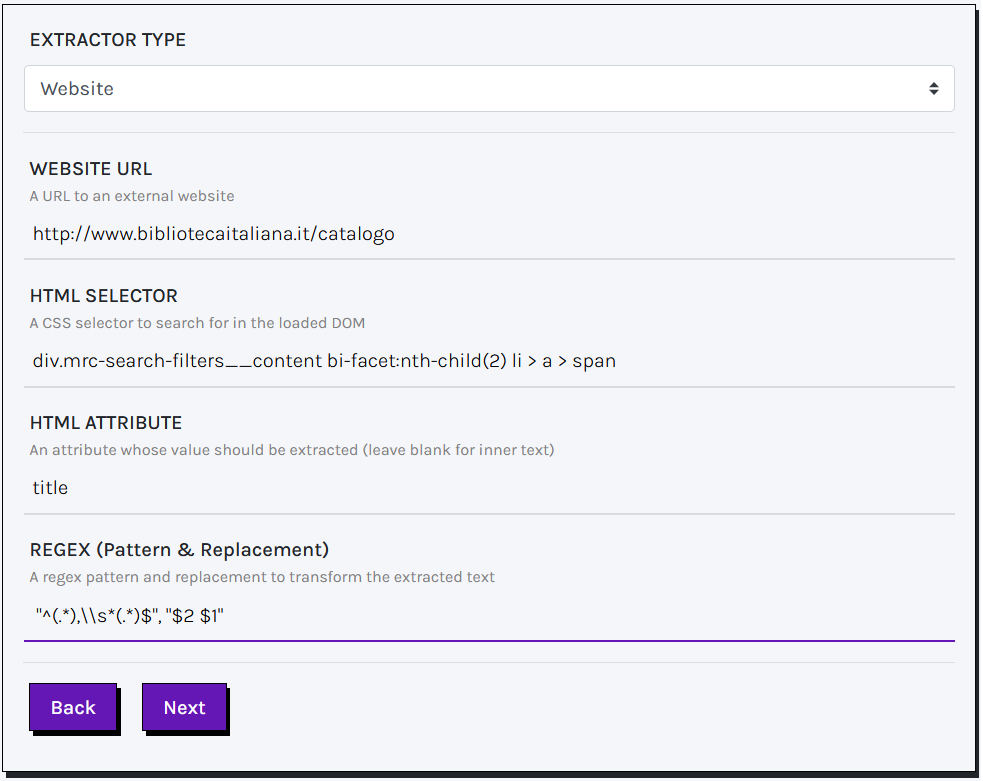 EXTRACTOR TYPE
Website
WEBSITE URL
A URL to an external website
http://www.bibliotecaitaliana.it/catalogo
HTML SELECTOR
A CSS selector to search for in the loaded DOM
div.mrc-search-filters__content bi-facet:nth-child(2) li > a > span
HTML ATTRIBUTE
An attribute whose value should be extracted (leave blank for inner text)
title
REGEX (Pattern & Replacement)
A regex pattern and replacement to transform the extracted text
"^(.*),\\s*(.*)$", "$2 $1"
Back Next